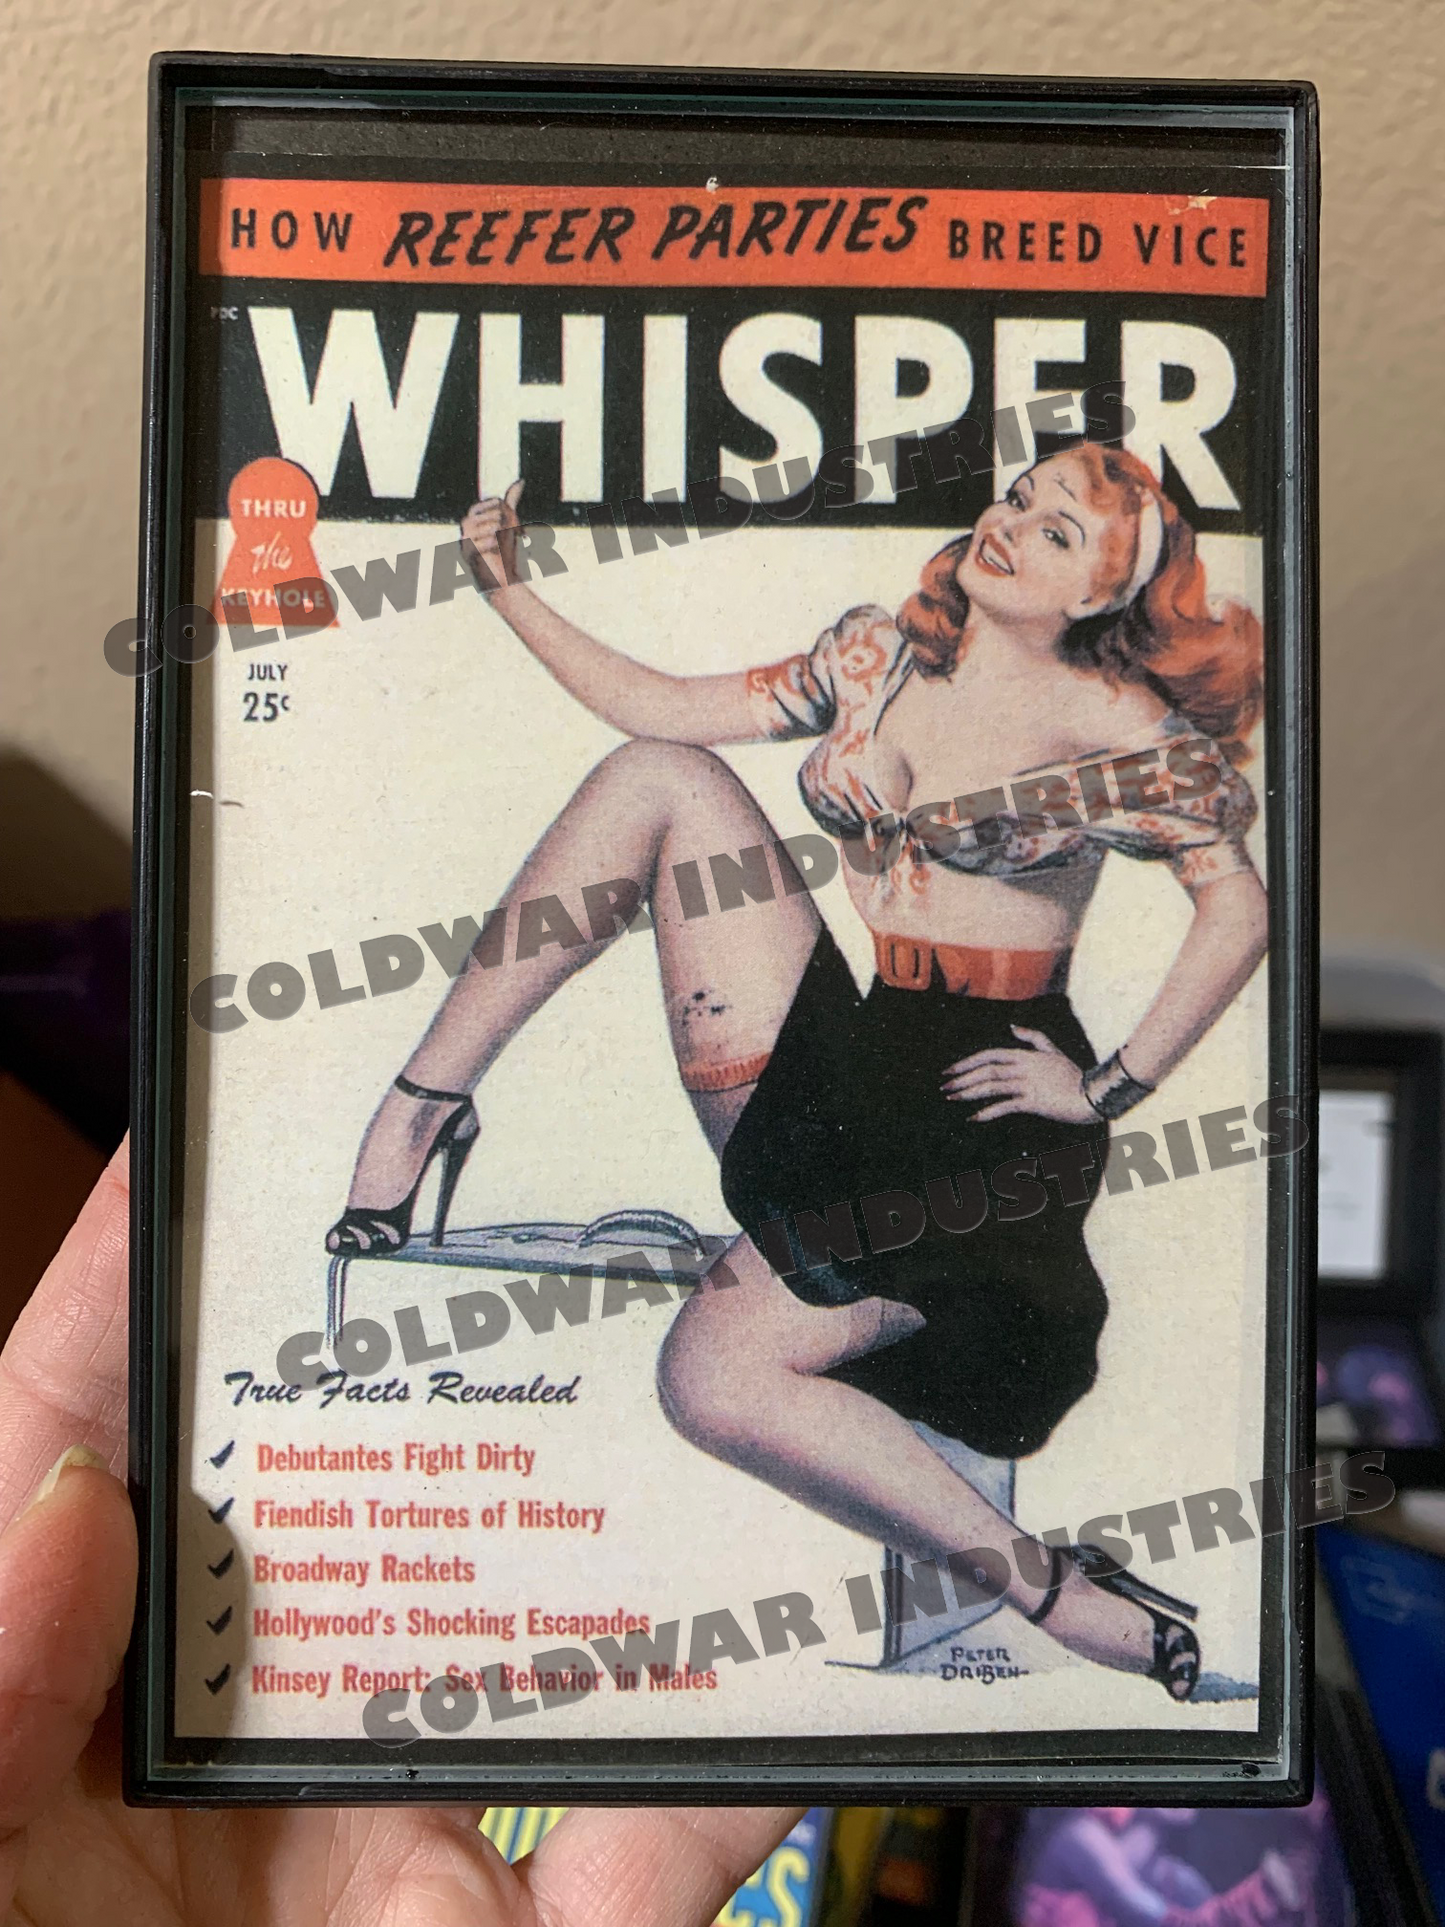 HOW REEFER PARTIES BREED VICE
PDC
WHISPER
THRU
the
KEYHOLE
JULY
25¢
COLDWAR INDUSTRIES
COLDWAR INDUSTRIES
COLDWAR INDUSTRIES
True Facts Revealed
✓ Debutantes Fight Dirty
✓ Fiendish Tortures of History
✓ Broadway Rackets
✓ Hollywood's Shocking Escapades
✓ Kinsey Report: Sex Behavior in Males
PETER
DRIBEN
COLDWAR INDUSTRIES